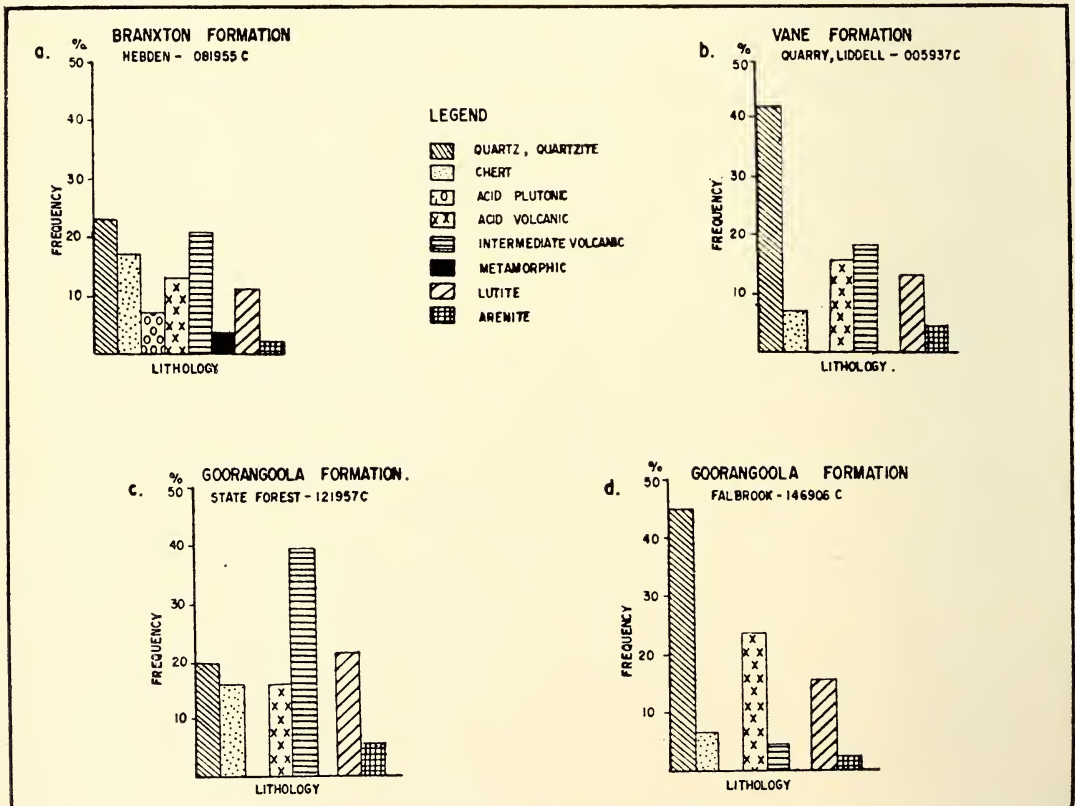 a.
BRANXTON FORMATION
HEBDEN - 081955 C
%
50
40
30
20
10
FREQUENCY
LITHOLOGY
LEGEND
QUARTZ, QUARTZITE
CHERT
ACID PLUTONIC
ACID VOLCANIC
INTERMEDIATE VOLCANIC
METAMORPHIC
LUTITE
ARENITE
b.
VANE FORMATION
QUARRY, LIDDELL - 005937C
%
50
40
30
20
10
FREQUENCY.
LITHOLOGY.
c.
GOORANGOOLA FORMATION.
STATE FOREST - 121957C
%
50
40
30
20
10
FREQUENCY
LITHOLOGY
d.
GOORANGOOLA FORMATION
FALBROOK - 146906 C
%
50
40
30
20
10
FREQUENCY
LITHOLOGY